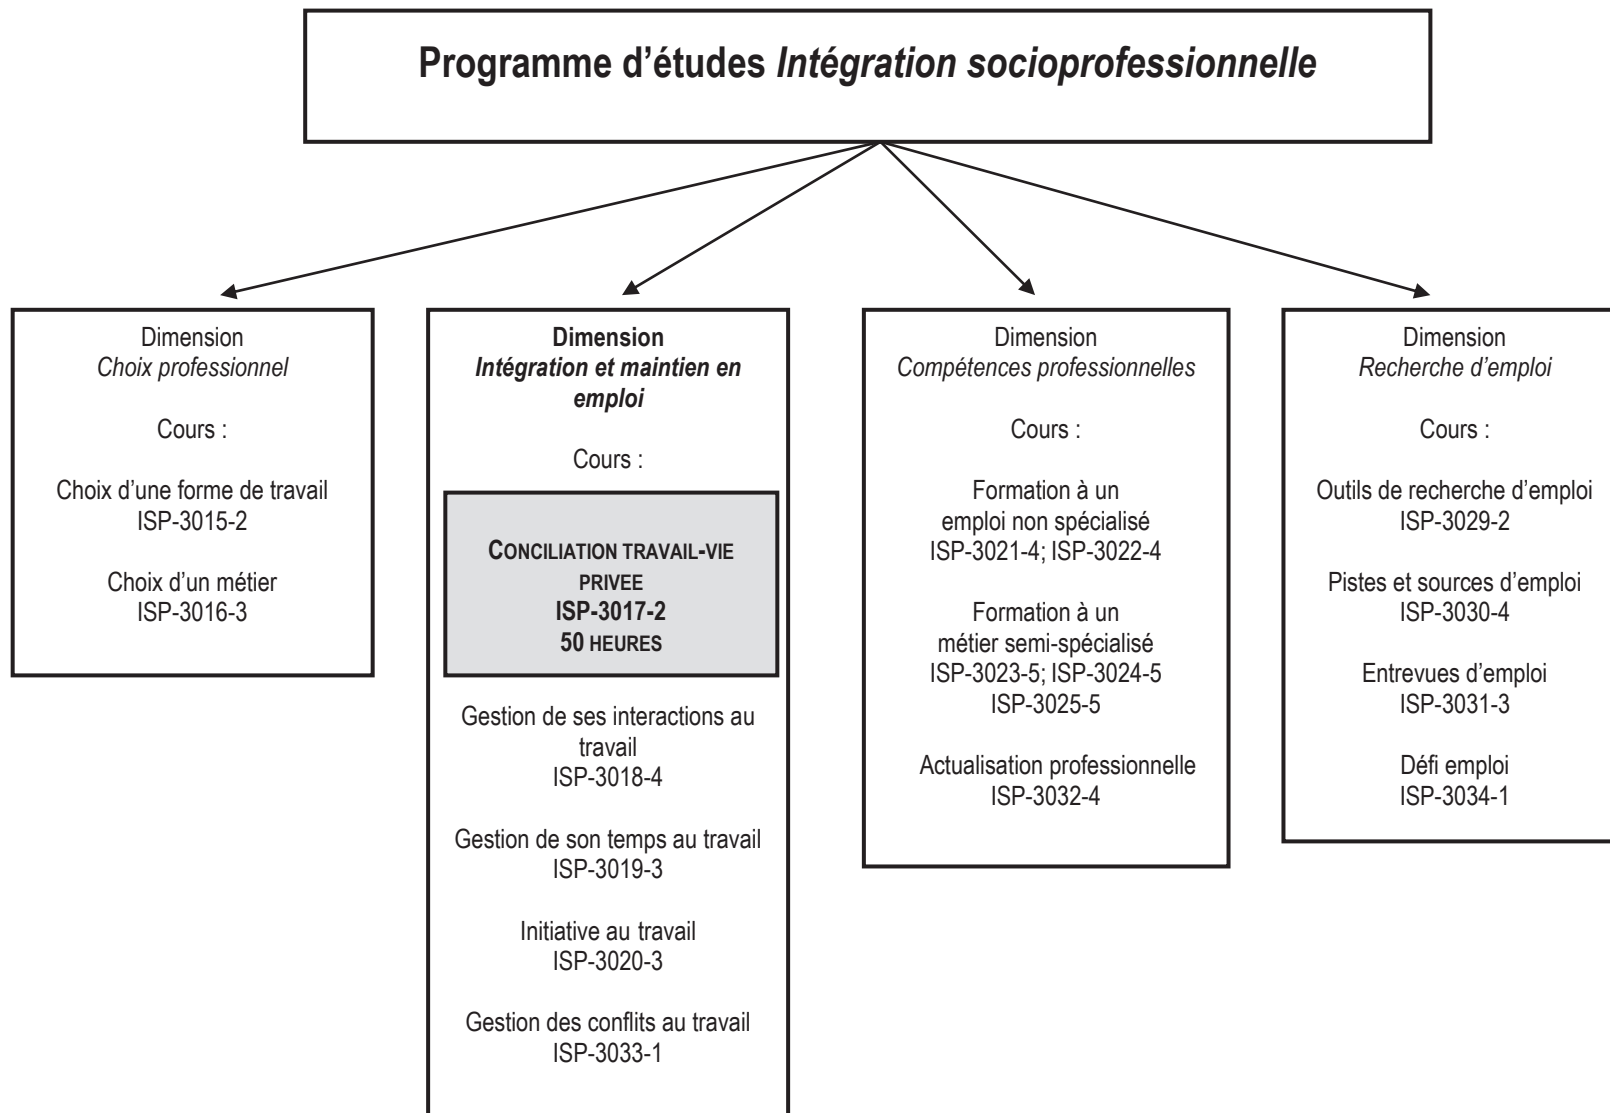 Programme d'études Intégration socioprofessionnelle
Dimension
Choix professionnel
Cours :
Choix d'une forme de travail
ISP-3015-2
Choix d'un métier
ISP-3016-3
Dimension
Intégration et maintien en
emploi
Cours :
CONCILIATION TRAVAIL-VIE
PRIVEE
ISP-3017-2
50 HEURES
Gestion de ses interactions au
travail
ISP-3018-4
Gestion de son temps au travail
ISP-3019-3
Initiative au travail
ISP-3020-3
Gestion des conflits au travail
ISP-3033-1
Dimension
Compétences professionnelles
Cours :
Formation à un
emploi non spécialisé
ISP-3021-4; ISP-3022-4
Formation à un
métier semi-spécialisé
ISP-3023-5; ISP-3024-5
ISP-3025-5
Actualisation professionnelle
ISP-3032-4
Dimension
Recherche d'emploi
Cours :
Outils de recherche d'emploi
ISP-3029-2
Pistes et sources d'emploi
ISP-3030-4
Entrevues d'emploi
ISP-3031-3
Défi emploi
ISP-3034-1